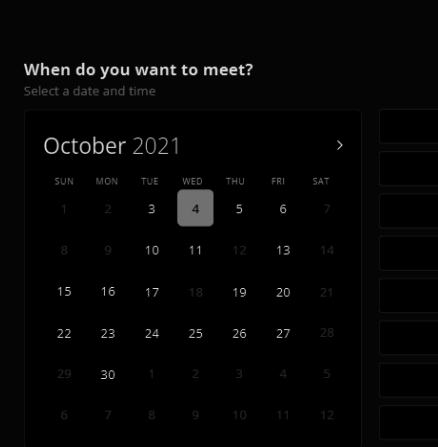 When do you want to meet?
Select a date and time
October 2021
SUN MON TUE WED THU FRI SAT
1 2 3 4 5 6 7
8 9 10 11 12 13 14
15 16 17 18 19 20 21
22 23 24 25 26 27 28
29 30 1 2 3 4 5
6 7 8 9 10 11 12